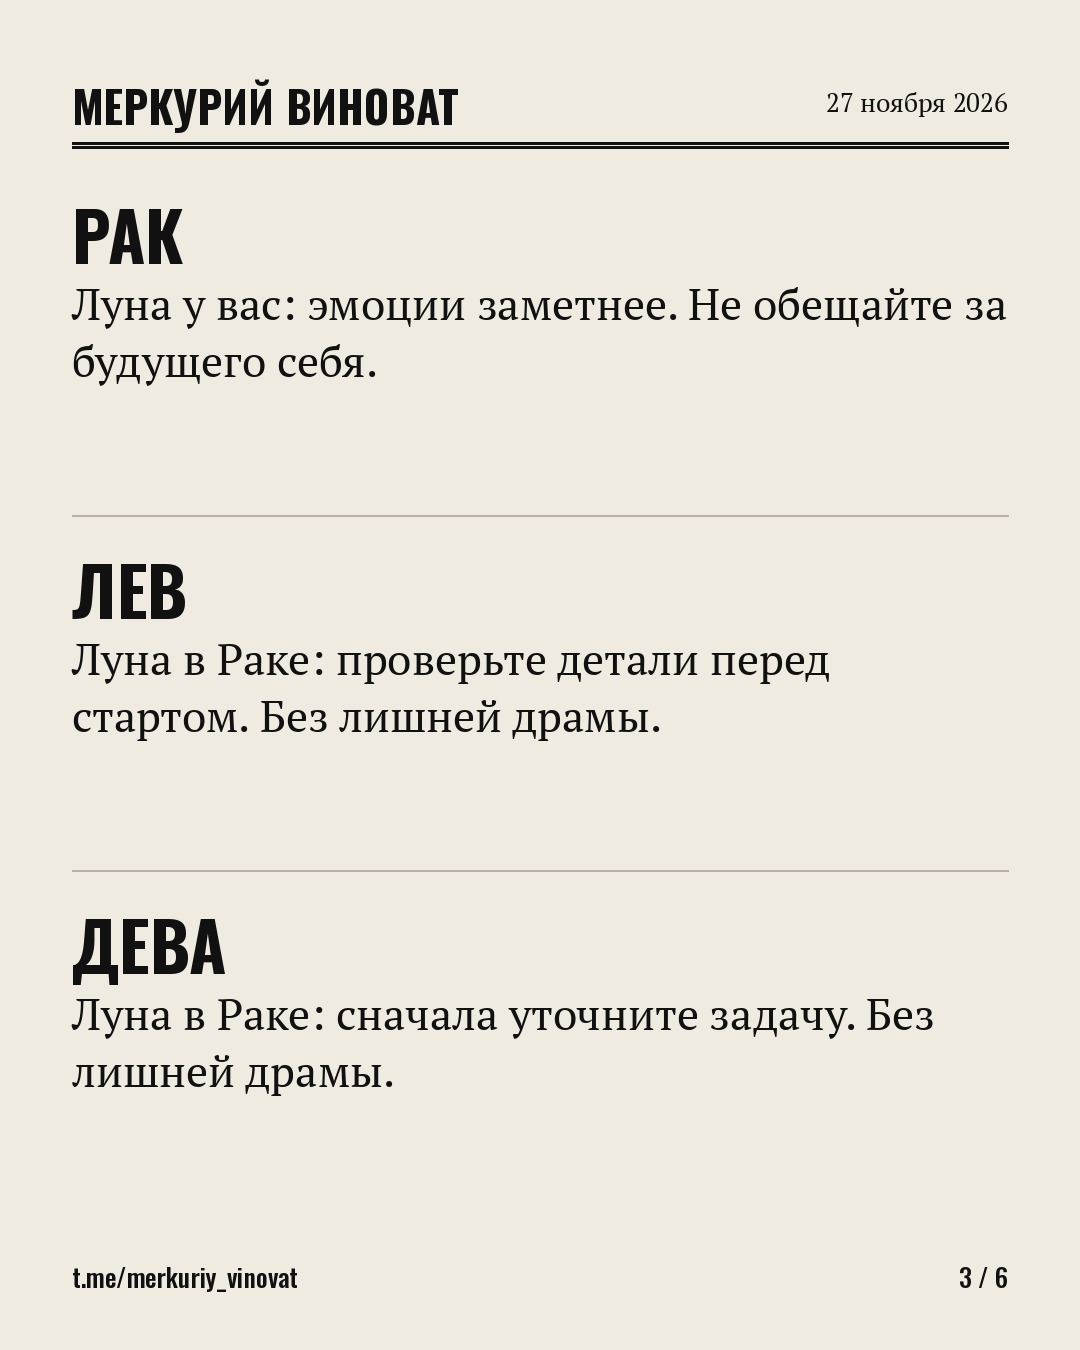 МЕРКУРИЙ ВИНОВАТ
27 ноября 2026
РАК
Луна у вас: эмоции заметнее. Не обещайте за
будущего себя.
ЛЕВ
Луна в Раке: проверьте детали перед
стартом. Без лишней драмы.
ДЕВА
Луна в Раке: сначала уточните задачу. Без
лишней драмы.
t.me/merkuriy_vinovat
3 / 6